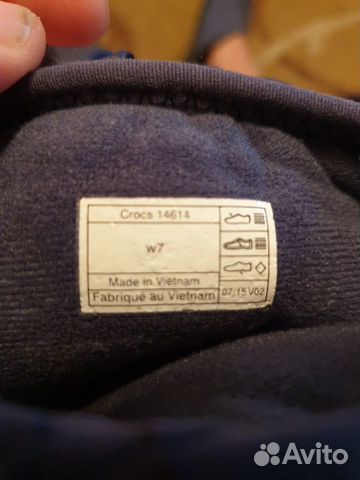 Crocs 14614
w7
Made in Vietnam
Fabriqué au Vietnam
07/15 V02
Avito